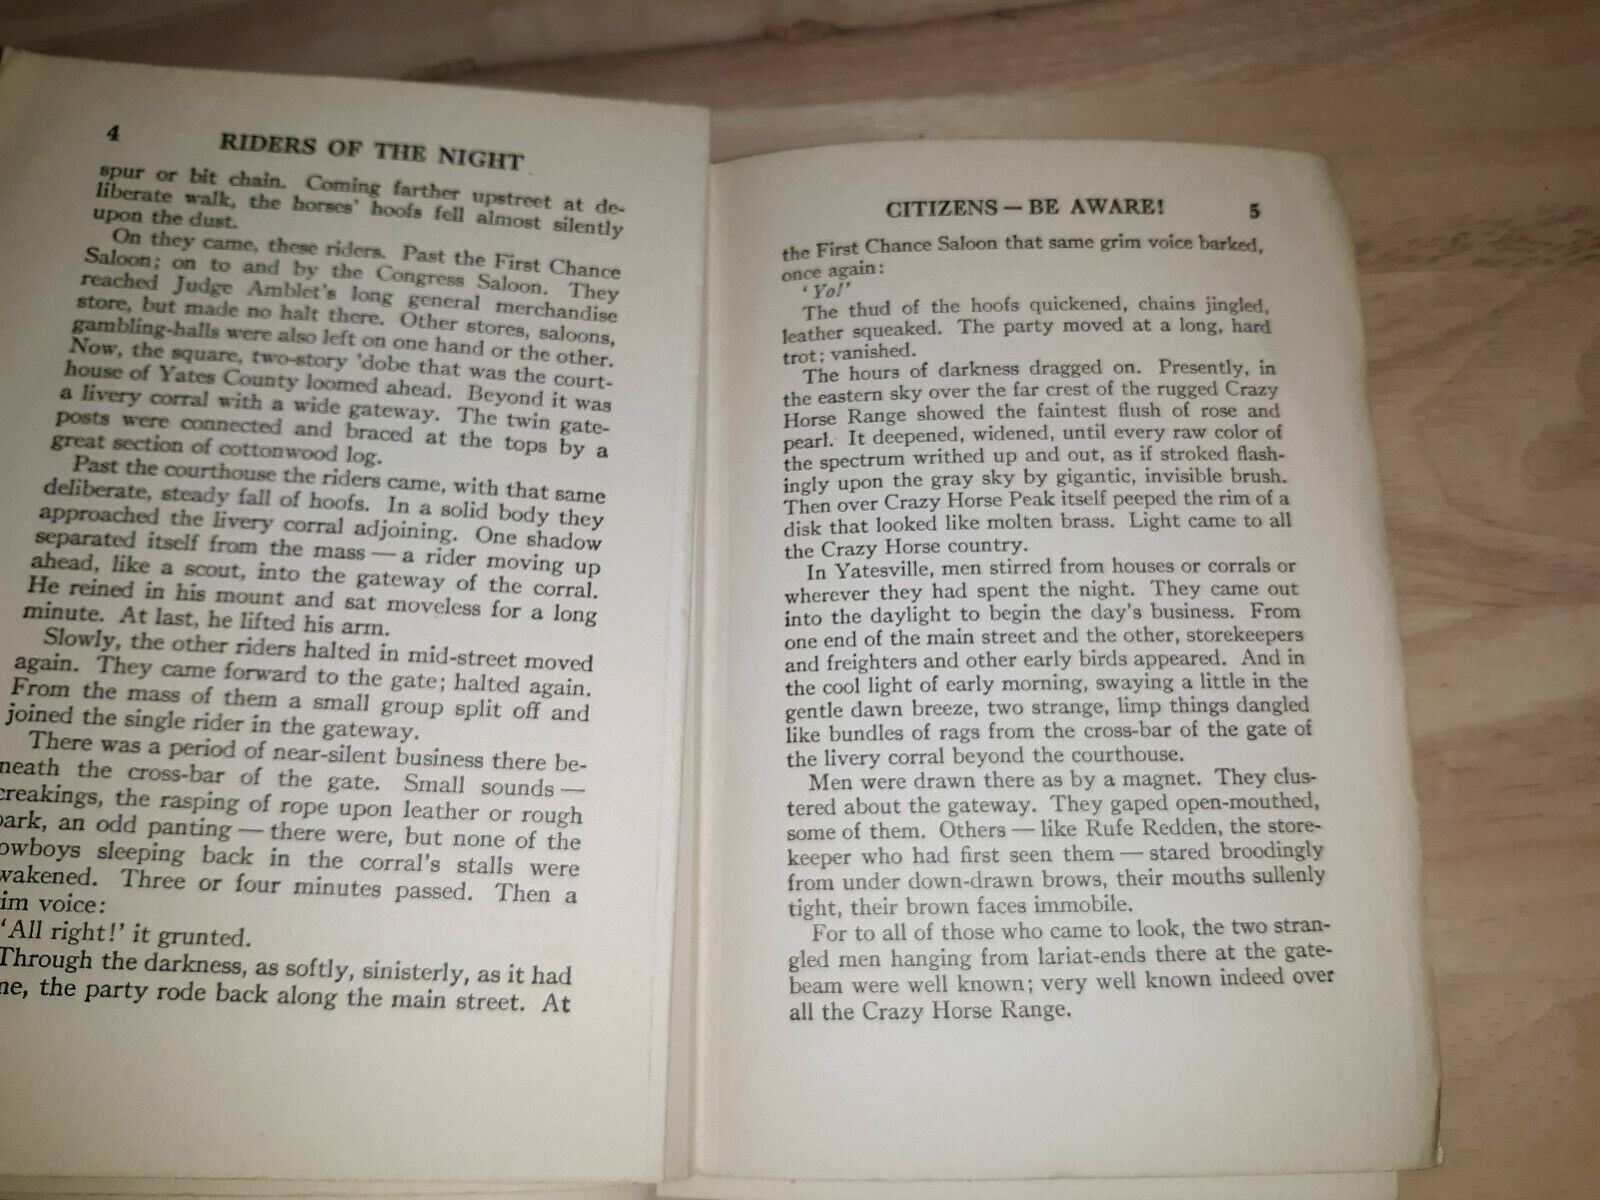 4 RIDERS OF THE NIGHT
spur or bit chain. Coming farther upstreet at de-
liberate walk, the horses' hoofs fell almost silently
upon the dust.
On they came, these riders. Past the First Chance
Saloon; on to and by the Congress Saloon. They
reached Judge Amblet's long general merchandise
store, but made no halt there. Other stores, saloons,
gambling-halls were also left on one hand or the other.
Now, the square, two-story 'dobe that was the court-
house of Yates County loomed ahead. Beyond it was
a livery corral with a wide gateway. The twin gate-
posts were connected and braced at the tops by a
great section of cottonwood log.
Past the courthouse the riders came, with that same
deliberate, steady fall of hoofs. In a solid body they
approached the livery corral adjoining. One shadow
separated itself from the mass — a rider moving up
ahead, like a scout, into the gateway of the corral.
He reined in his mount and sat moveless for a long
minute. At last, he lifted his arm.
Slowly, the other riders halted in mid-street moved
again. They came forward to the gate; halted again.
From the mass of them a small group split off and
joined the single rider in the gateway.
There was a period of near-silent business there be-
neath the cross-bar of the gate. Small sounds —
creakings, the rasping of rope upon leather or rough
ark, an odd panting — there were, but none of the
owboys sleeping back in the corral's stalls were
wakened. Three or four minutes passed. Then a
im voice:
'All right!' it grunted.
Through the darkness, as softly, sinisterly, as it had
ne, the party rode back along the main street. At
CITIZENS — BE AWARE! 5
the First Chance Saloon that same grim voice barked,
once again:
'Yo!'
The thud of the hoofs quickened, chains jingled,
leather squeaked. The party moved at a long, hard
trot; vanished.
The hours of darkness dragged on. Presently, in
the eastern sky over the far crest of the rugged Crazy
Horse Range showed the faintest flush of rose and
pearl. It deepened, widened, until every raw color of
the spectrum writhed up and out, as if stroked flash-
ingly upon the gray sky by gigantic, invisible brush.
Then over Crazy Horse Peak itself peeped the rim of a
disk that looked like molten brass. Light came to all
the Crazy Horse country.
In Yatesville, men stirred from houses or corrals or
wherever they had spent the night. They came out
into the daylight to begin the day's business. From
one end of the main street and the other, storekeepers
and freighters and other early birds appeared. And in
the cool light of early morning, swaying a little in the
gentle dawn breeze, two strange, limp things dangled
like bundles of rags from the cross-bar of the gate of
the livery corral beyond the courthouse.
Men were drawn there as by a magnet. They clus-
tered about the gateway. They gaped open-mouthed,
some of them. Others — like Rufe Redden, the store-
keeper who had first seen them — stared broodingly
from under down-drawn brows, their mouths sullenly
tight, their brown faces immobile.
For to all of those who came to look, the two stran-
gled men hanging from lariat-ends there at the gate-
beam were well known; very well known indeed over
all the Crazy Horse Range.